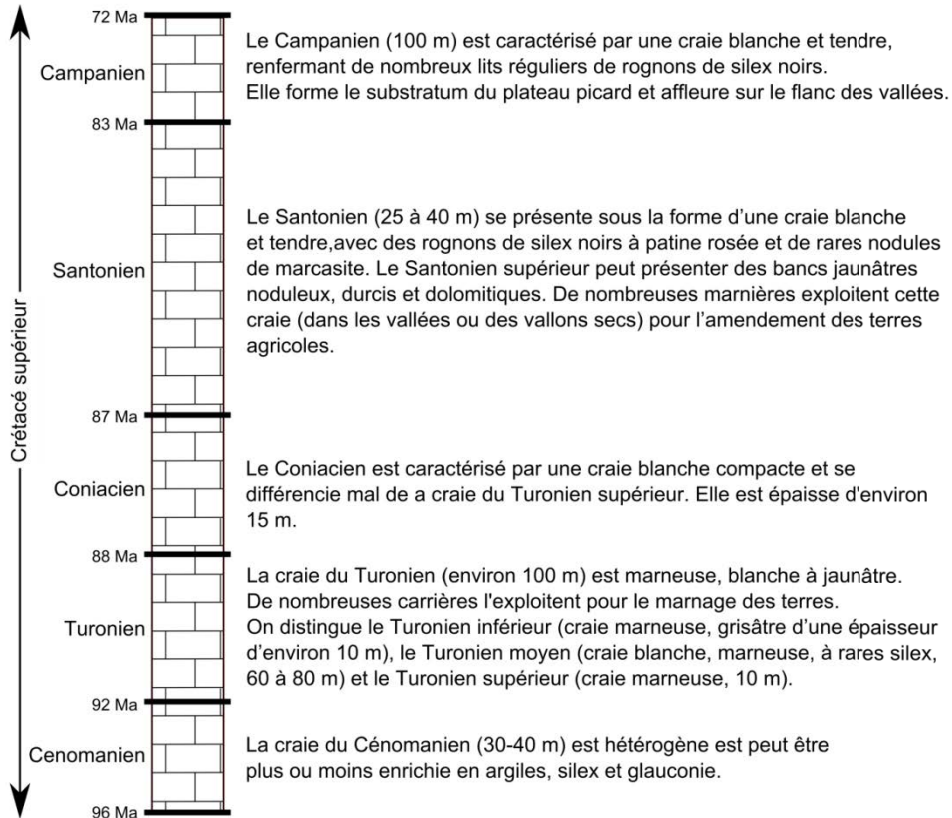 72 Ma
Campanien
Le Campanien (100 m) est caractérisé par une craie blanche et tendre,
renfermant de nombreux lits réguliers de rognons de silex noirs.
Elle forme le substratum du plateau picard et affleure sur le flanc des vallées.
83 Ma
Crétacé supérieur
Santonien
Le Santonien (25 à 40 m) se présente sous la forme d'une craie blanche
et tendre,avec des rognons de silex noirs à patine rosée et de rares nodules
de marcasite. Le Santonien supérieur peut présenter des bancs jaunâtres
noduleux, durcis et dolomitiques. De nombreuses marnières exploitent cette
craie (dans les vallées ou des vallons secs) pour l'amendement des terres
agricoles.
87 Ma
Coniacien
Le Coniacien est caractérisé par une craie blanche compacte et se
différencie mal de a craie du Turonien supérieur. Elle est épaisse d'environ
15 m.
88 Ma
Turonien
La craie du Turonien (environ 100 m) est marneuse, blanche à jaunâtre.
De nombreuses carrières l'exploitent pour le marnage des terres.
On distingue le Turonien inférieur (craie marneuse, grisâtre d'une épaisseur
d'environ 10 m), le Turonien moyen (craie blanche, marneuse, à rares silex,
60 à 80 m) et le Turonien supérieur (craie marneuse, 10 m).
92 Ma
Cenomanien
La craie du Cénomanien (30-40 m) est hétérogène est peut être
plus ou moins enrichie en argiles, silex et glauconie.
96 Ma